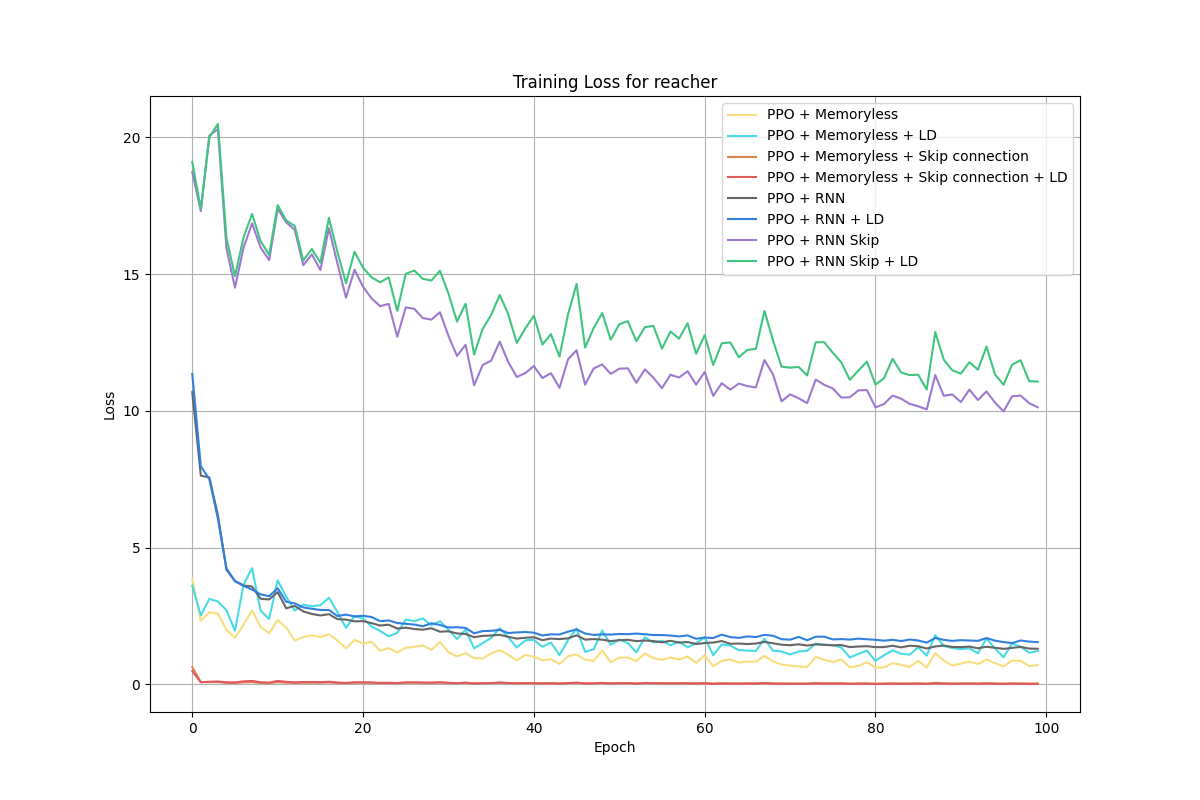 Training Loss for reacher
20
15
10
5
0
Loss
PPO + Memoryless
PPO + Memoryless + LD
PPO + Memoryless + Skip connection
PPO + Memoryless + Skip connection + LD
PPO + RNN
PPO + RNN + LD
PPO + RNN Skip
PPO + RNN Skip + LD
0 20 40 60 80 100
Epoch